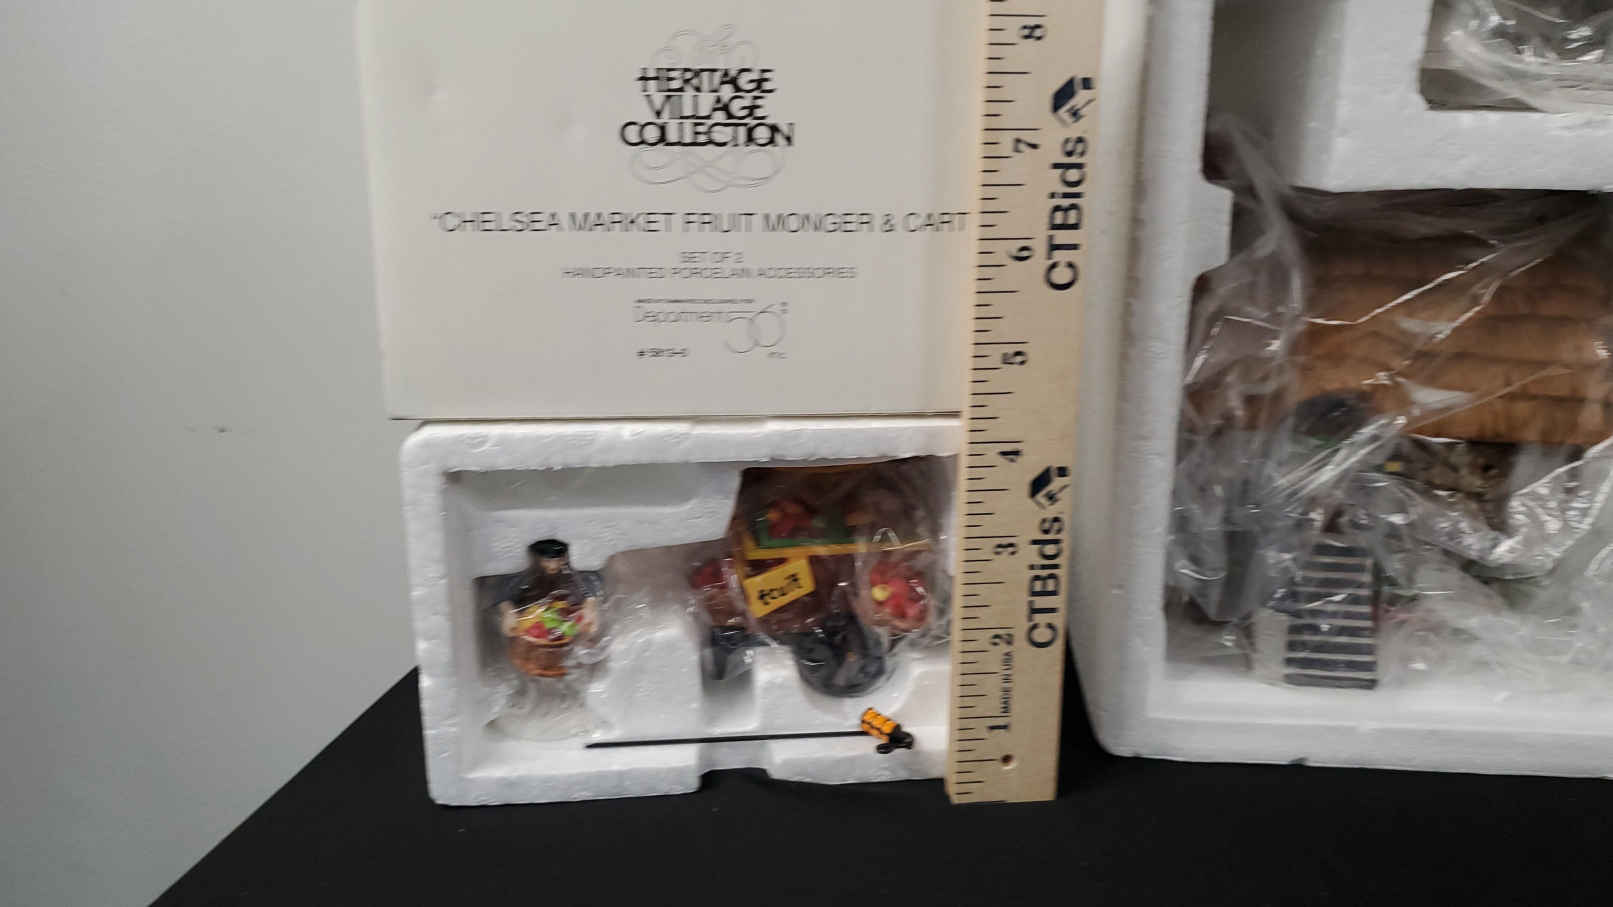 HERITAGE
VILLAGE
COLLECTION
"CHELSEA MARKET FRUIT MONGER & CART
SET OF 2
HANDPAINTED PORCELAIN ACCESSORIES
Department 56
INC.
fruit
8
7
6
5
4
3
2
1
CTBids
CTBids
MADE IN USA